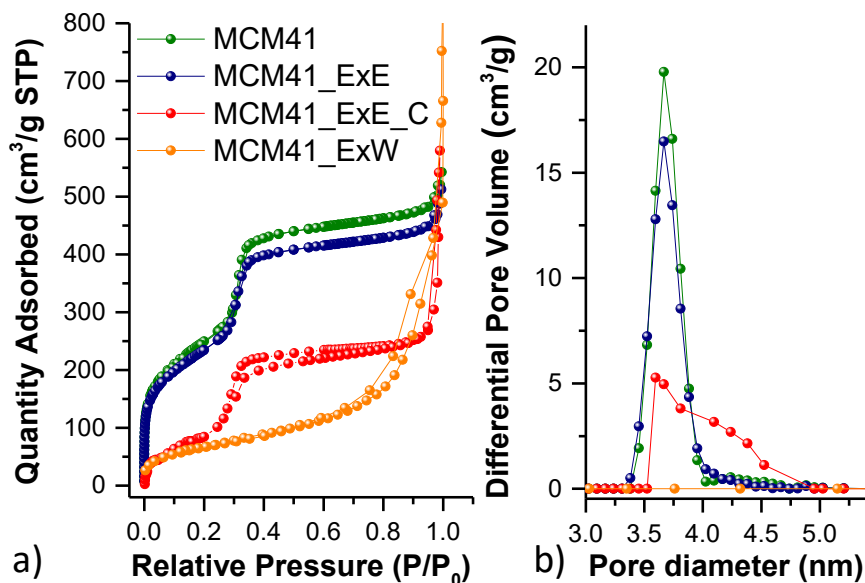 800
700
600
500
400
300
200
100
0
Quantity Adsorbed (cm³/g STP)
MCM41
MCM41_ExE
MCM41_ExE_C
MCM41_ExW
0.0 0.2 0.4 0.6 0.8 1.0
a) Relative Pressure (P/P₀)
20
15
10
5
0
Differential Pore Volume (cm³/g)
3.0 3.5 4.0 4.5 5.0
b) Pore diameter (nm)